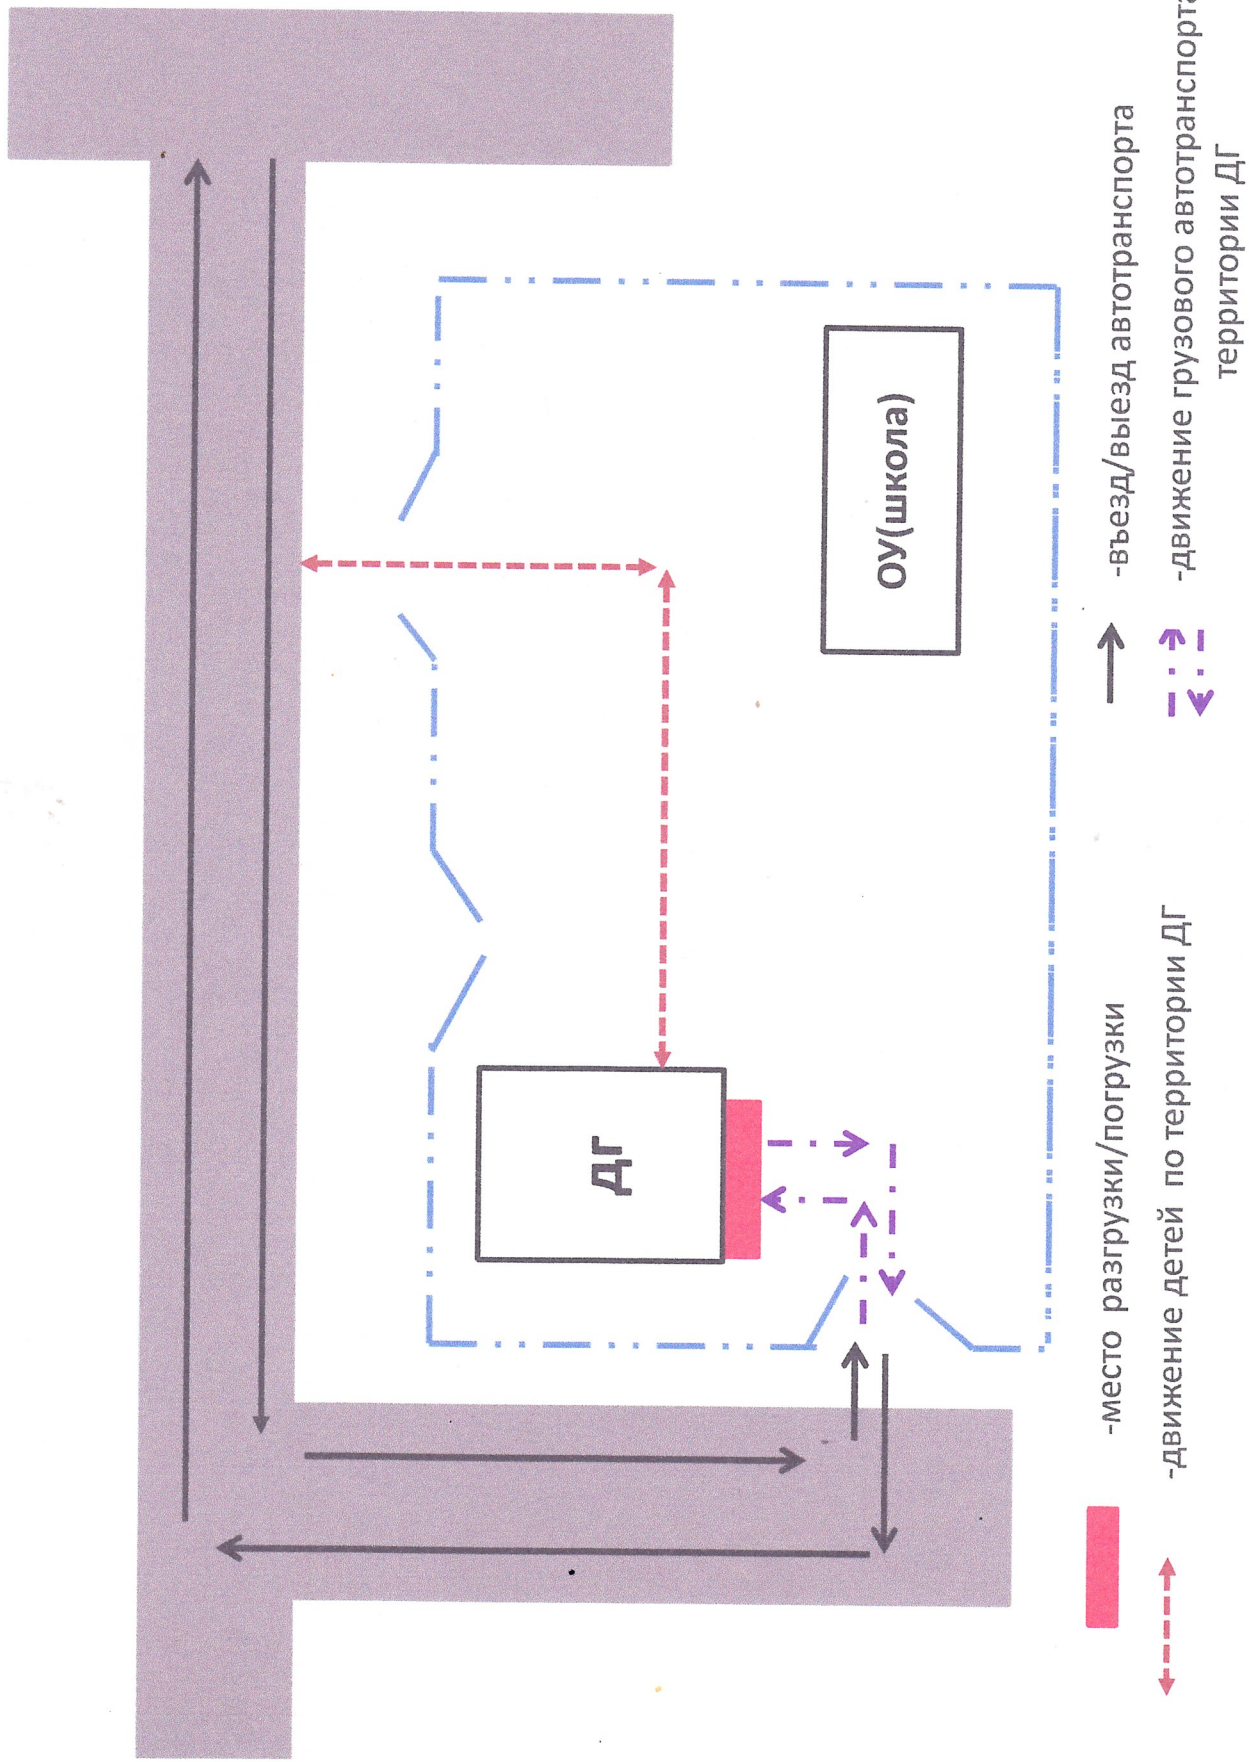 ДГ
ОУ(школа)
-место разгрузки/погрузки
-движение детей по территории ДГ
-въезд/выезд автотранспорта
-движение грузового автотранспорта
территории ДГ